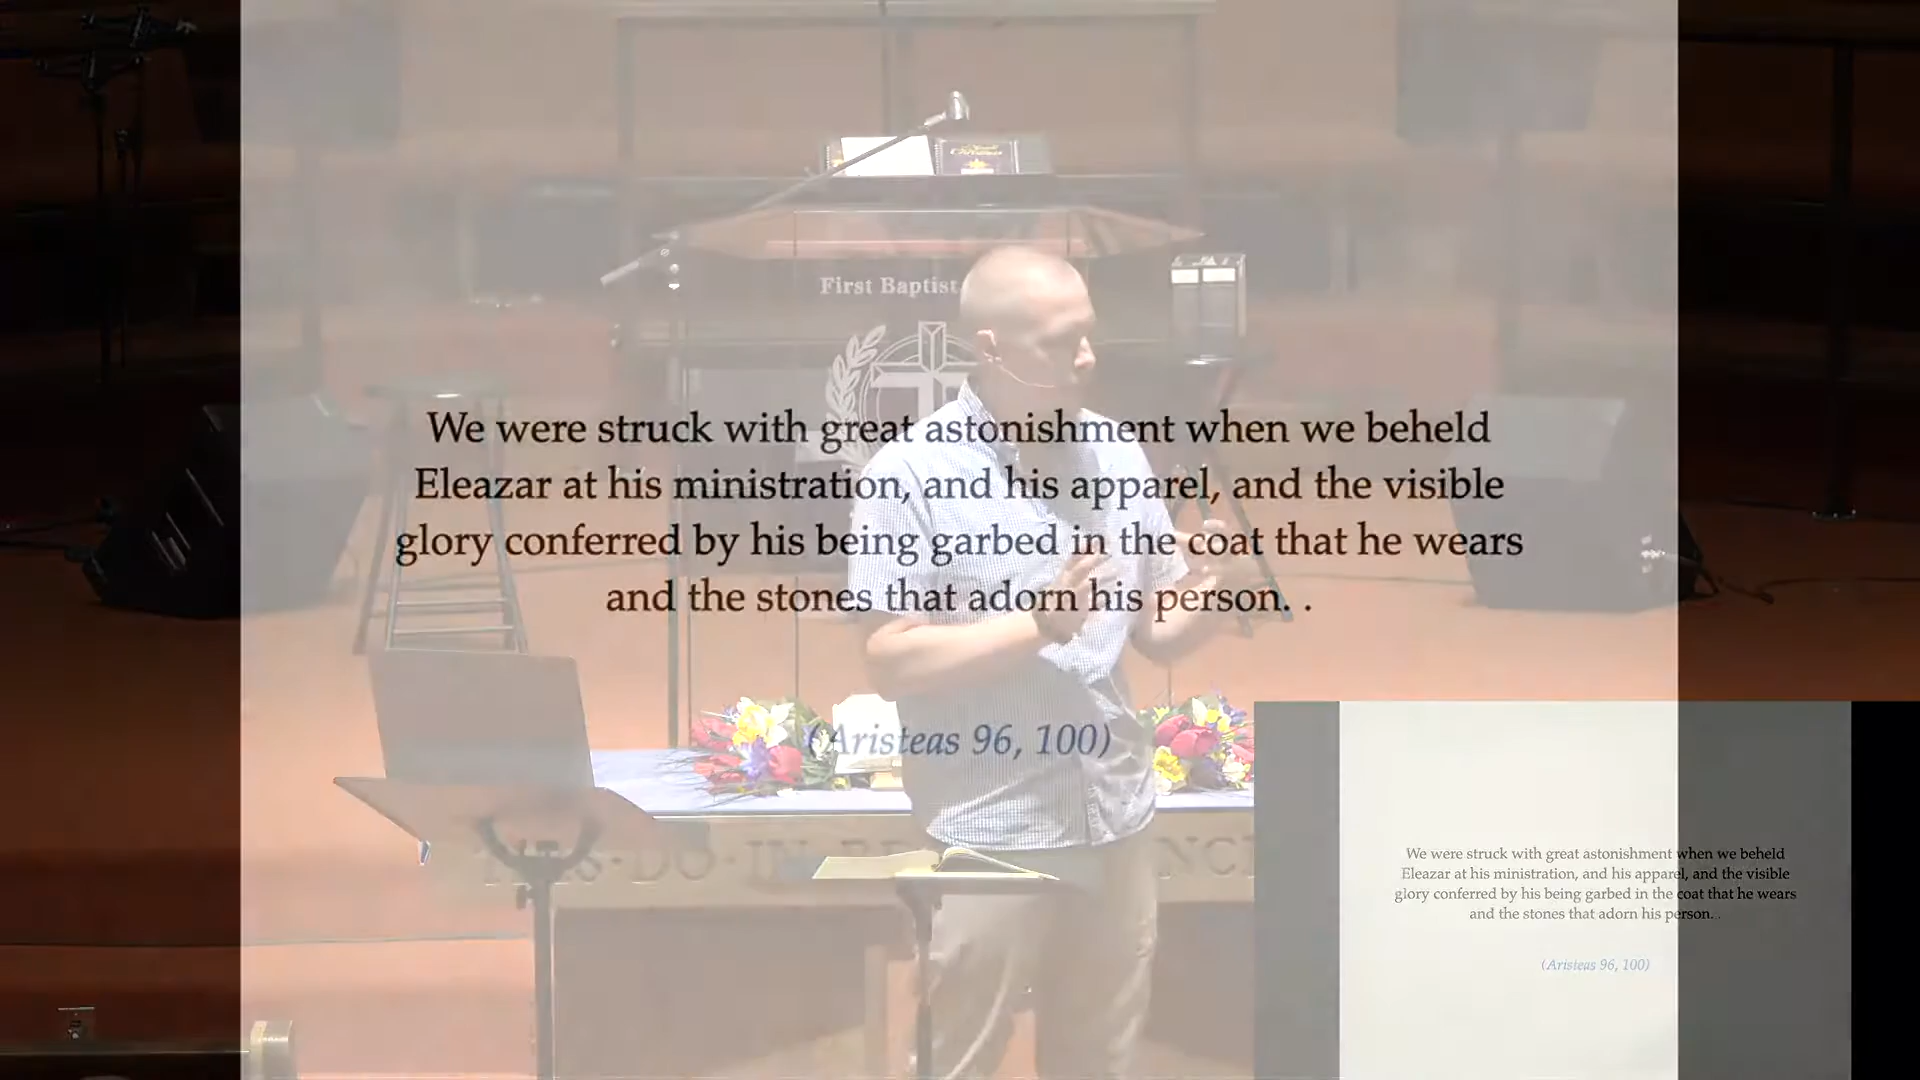 First Baptist
We were struck with great astonishment when we beheld
Eleazar at his ministration, and his apparel, and the visible
glory conferred by his being garbed in the coat that he wears
and the stones that adorn his person. .
(Aristeas 96, 100)
DO · IN
We were struck with great astonishment when we beheld
Eleazar at his ministration, and his apparel, and the visible
glory conferred by his being garbed in the coat that he wears
and the stones that adorn his person. .
(Aristeas 96, 100)